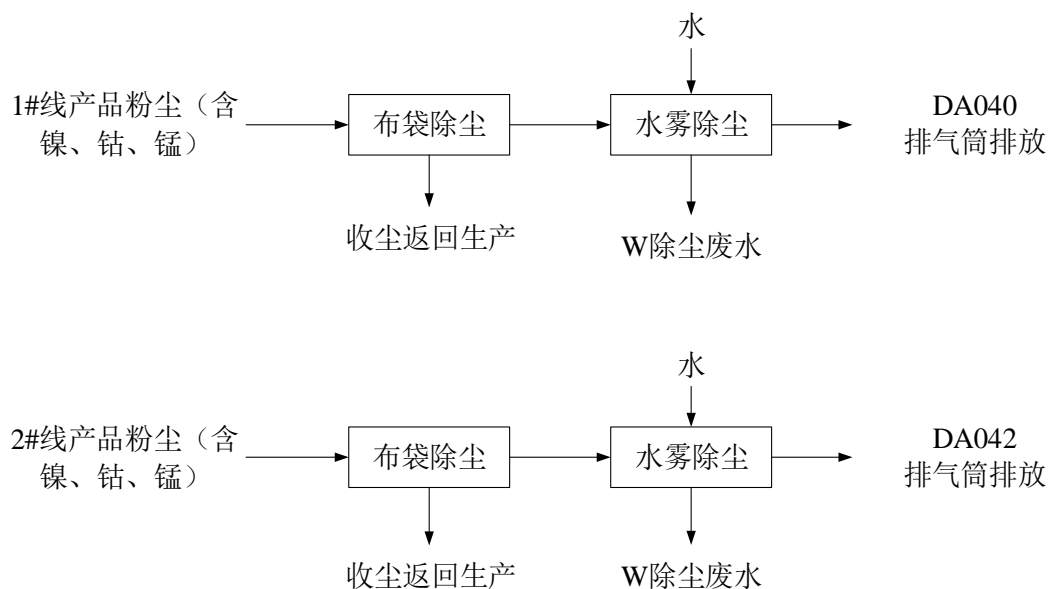 水
1#线产品粉尘（含
镍、钴、锰）
布袋除尘
水雾除尘
DA040
排气筒排放
收尘返回生产
W除尘废水
水
2#线产品粉尘（含
镍、钴、锰）
布袋除尘
水雾除尘
DA042
排气筒排放
收尘返回生产
W除尘废水